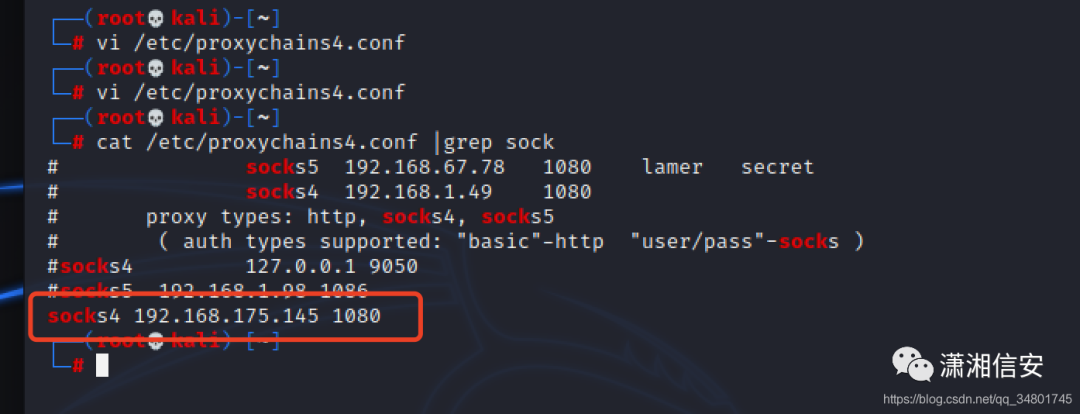 ┌──(root💀kali)-[~]
└─# vi /etc/proxychains4.conf
┌──(root💀kali)-[~]
└─# vi /etc/proxychains4.conf
┌──(root💀kali)-[~]
└─# cat /etc/proxychains4.conf |grep sock
# socks5 192.168.67.78 1080 lamer secret
# socks4 192.168.1.49 1080
# proxy types: http, socks4, socks5
# ( auth types supported: "basic"-http "user/pass"-socks )
#socks4 127.0.0.1 9050
#socks5 192.168.1.98 1086
socks4 192.168.175.145 1080
┌──(root💀kali)-[~]
└─#
潇湘信安
https://blog.csdn.net/qq_34801745